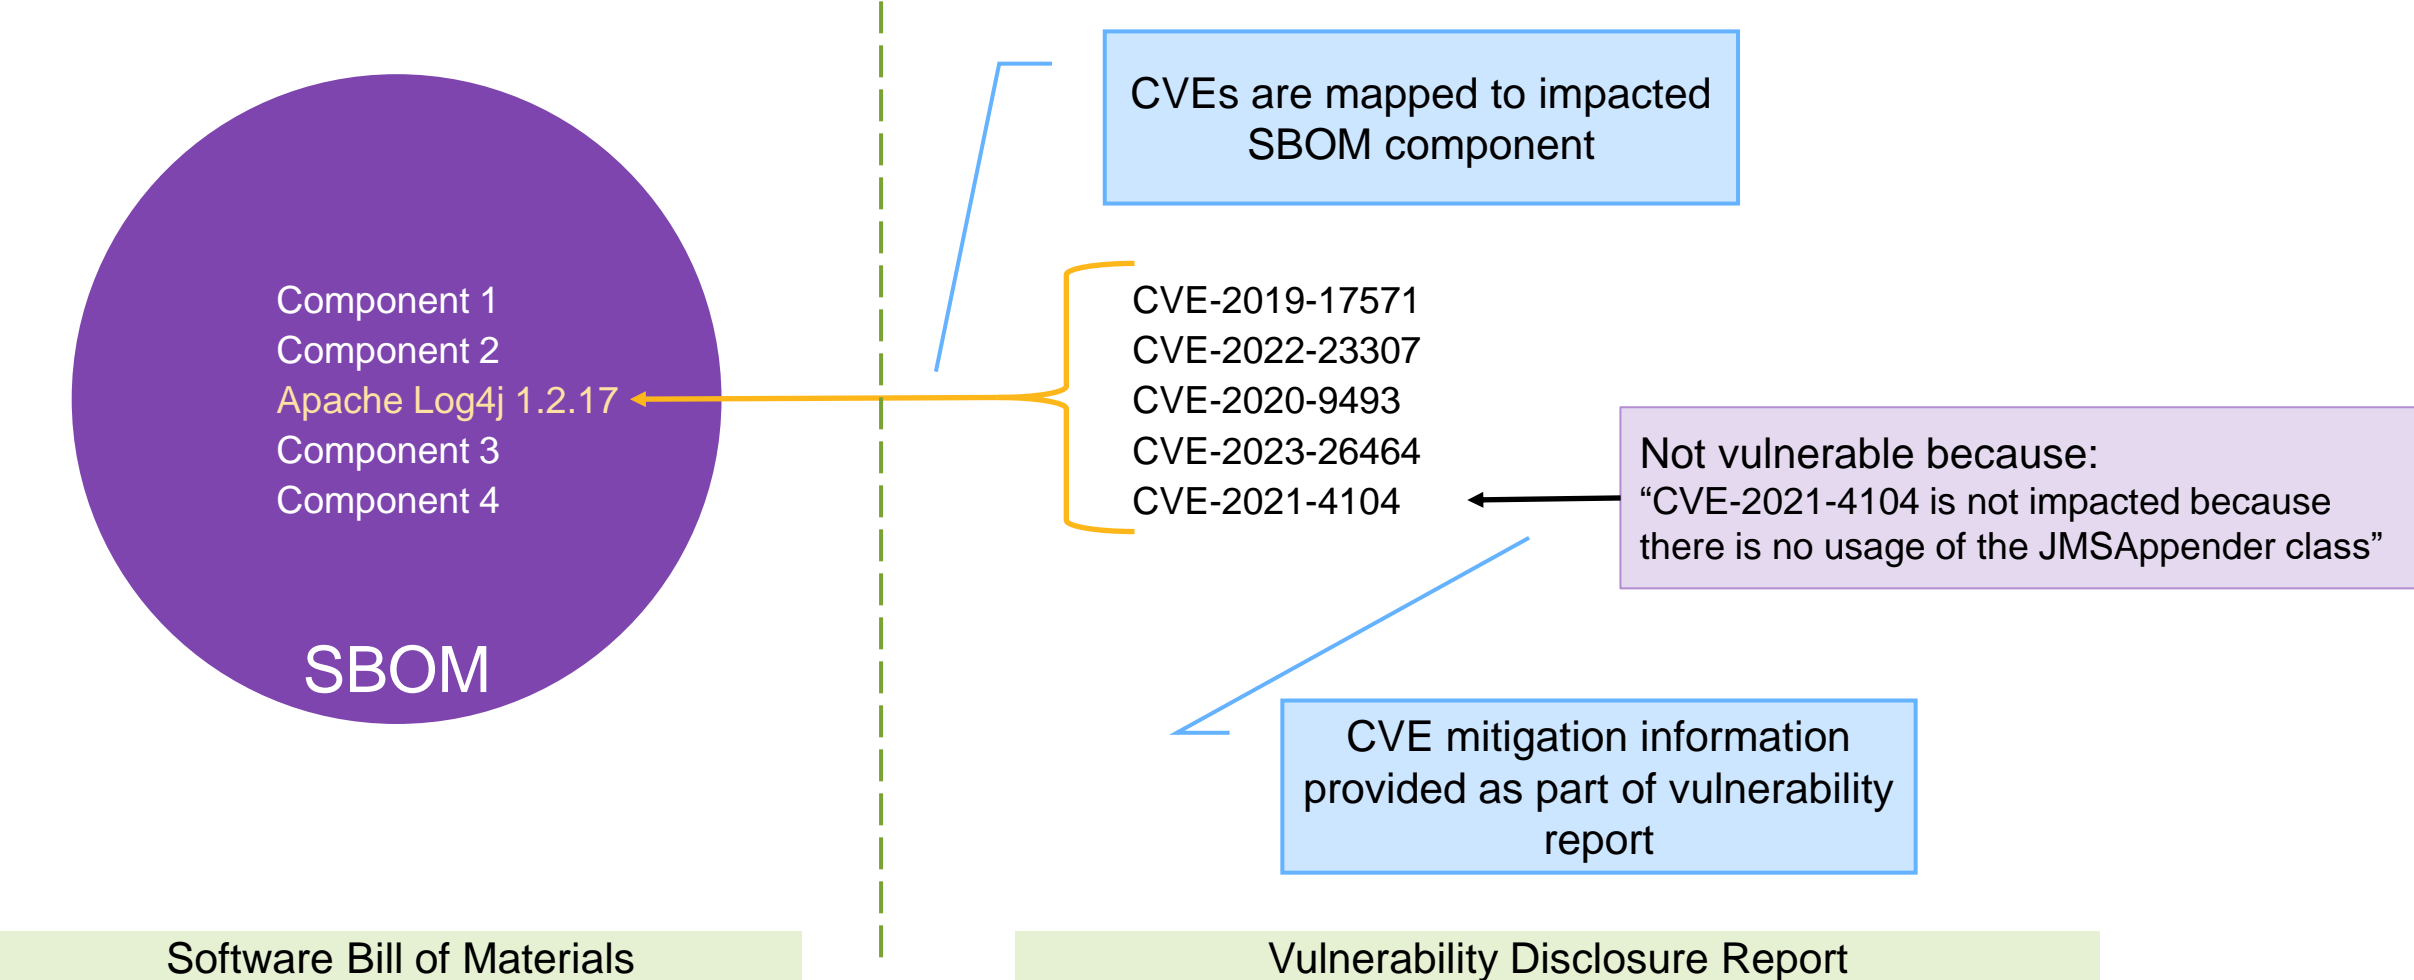 CVEs are mapped to impacted
SBOM component
Component 1
Component 2
Apache Log4j 1.2.17
Component 3
Component 4
SBOM
CVE-2019-17571
CVE-2022-23307
CVE-2020-9493
CVE-2023-26464
CVE-2021-4104
Not vulnerable because:
“CVE-2021-4104 is not impacted because
there is no usage of the JMSAppender class”
CVE mitigation information
provided as part of vulnerability
report
Software Bill of Materials
Vulnerability Disclosure Report